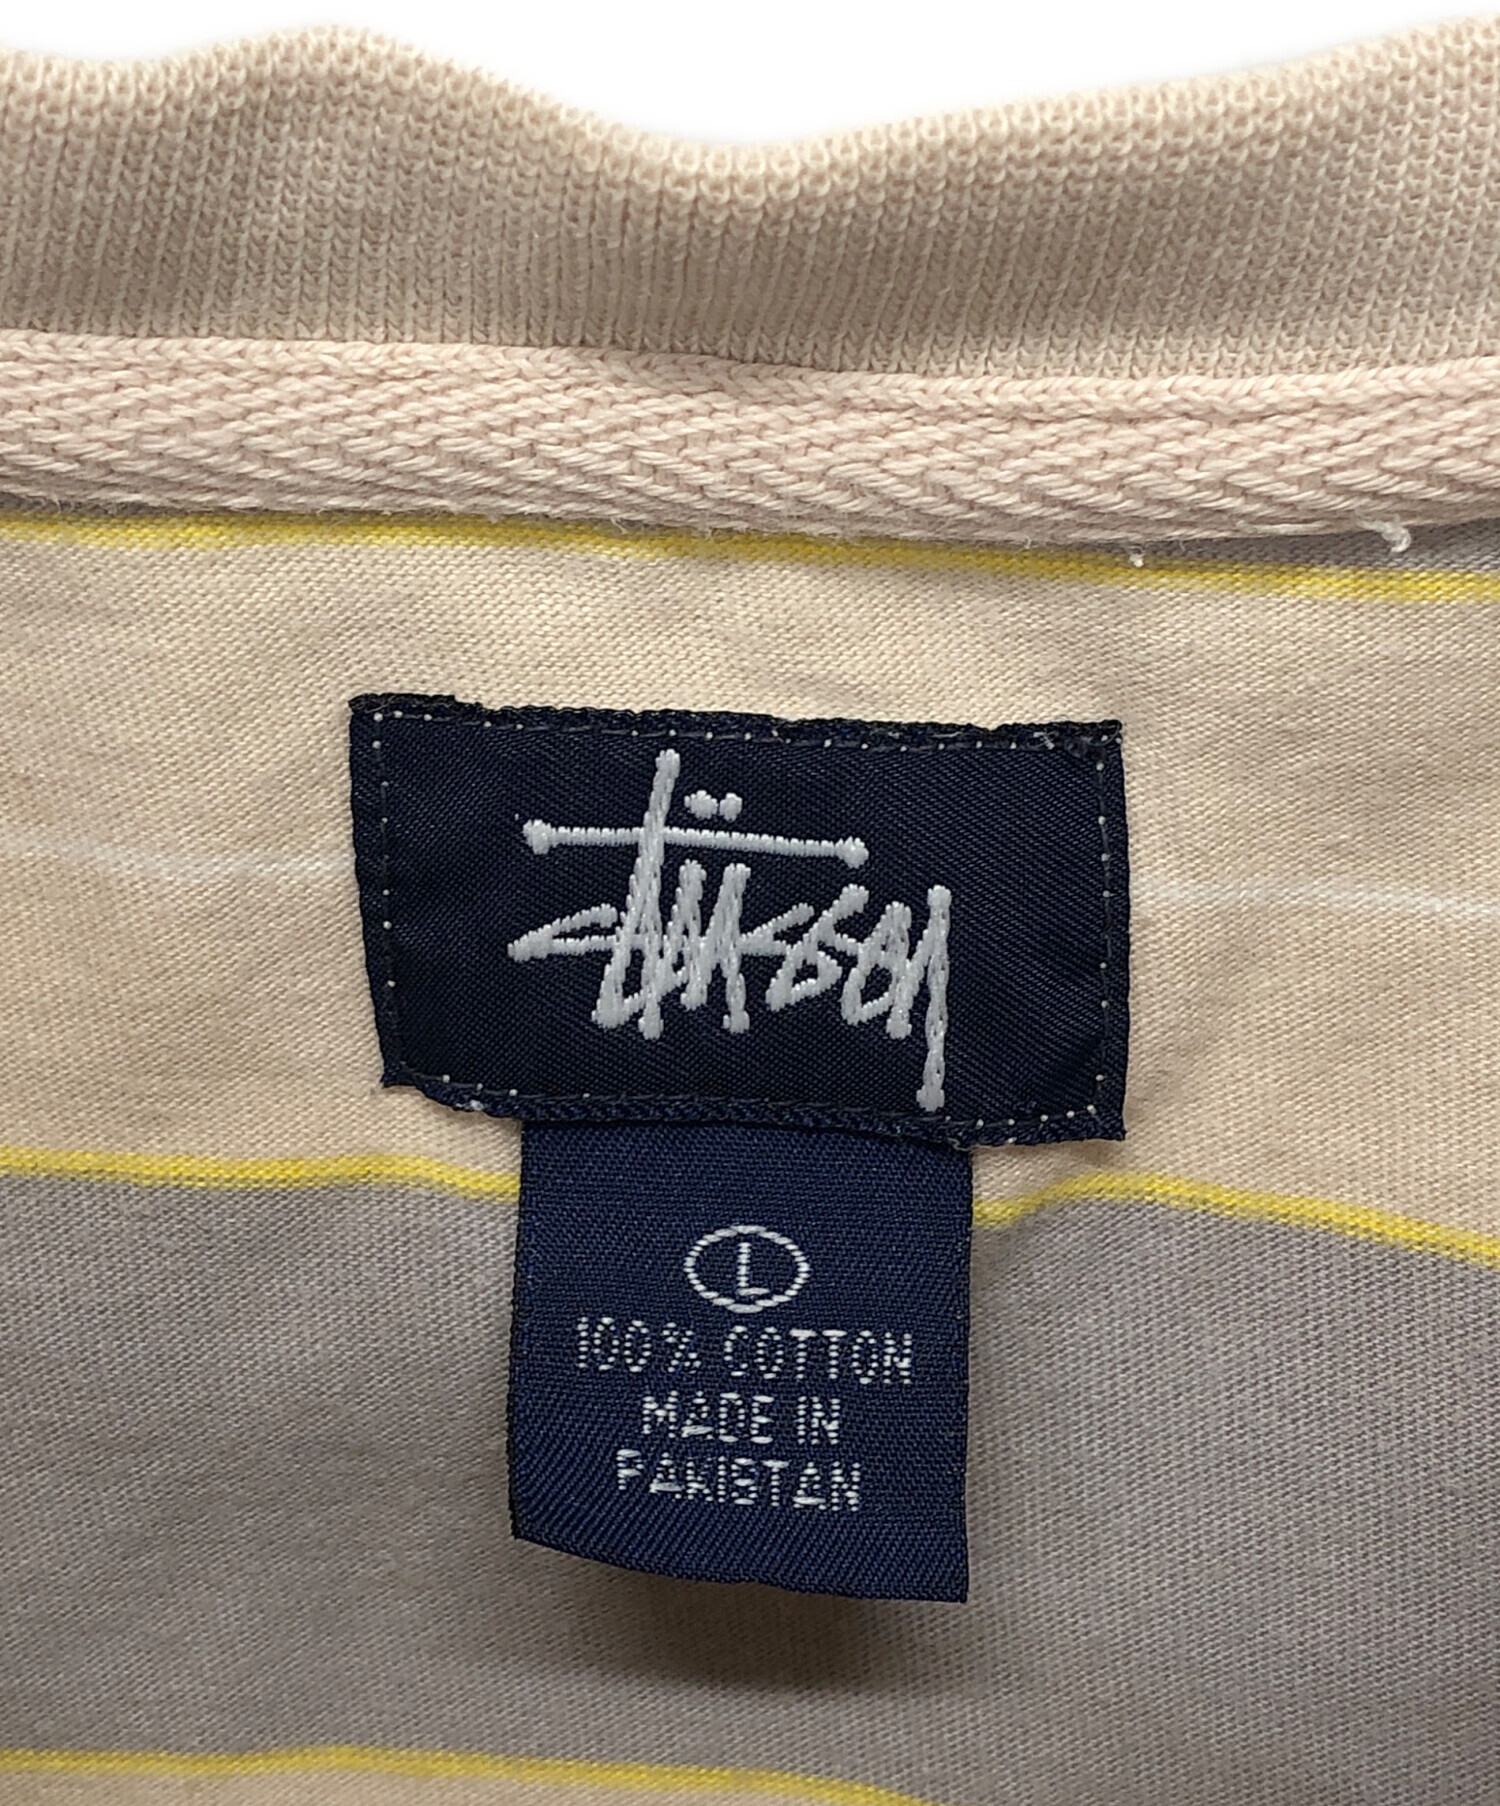 Stüssy
L
100% COTTON
MADE IN
PAKISTAN